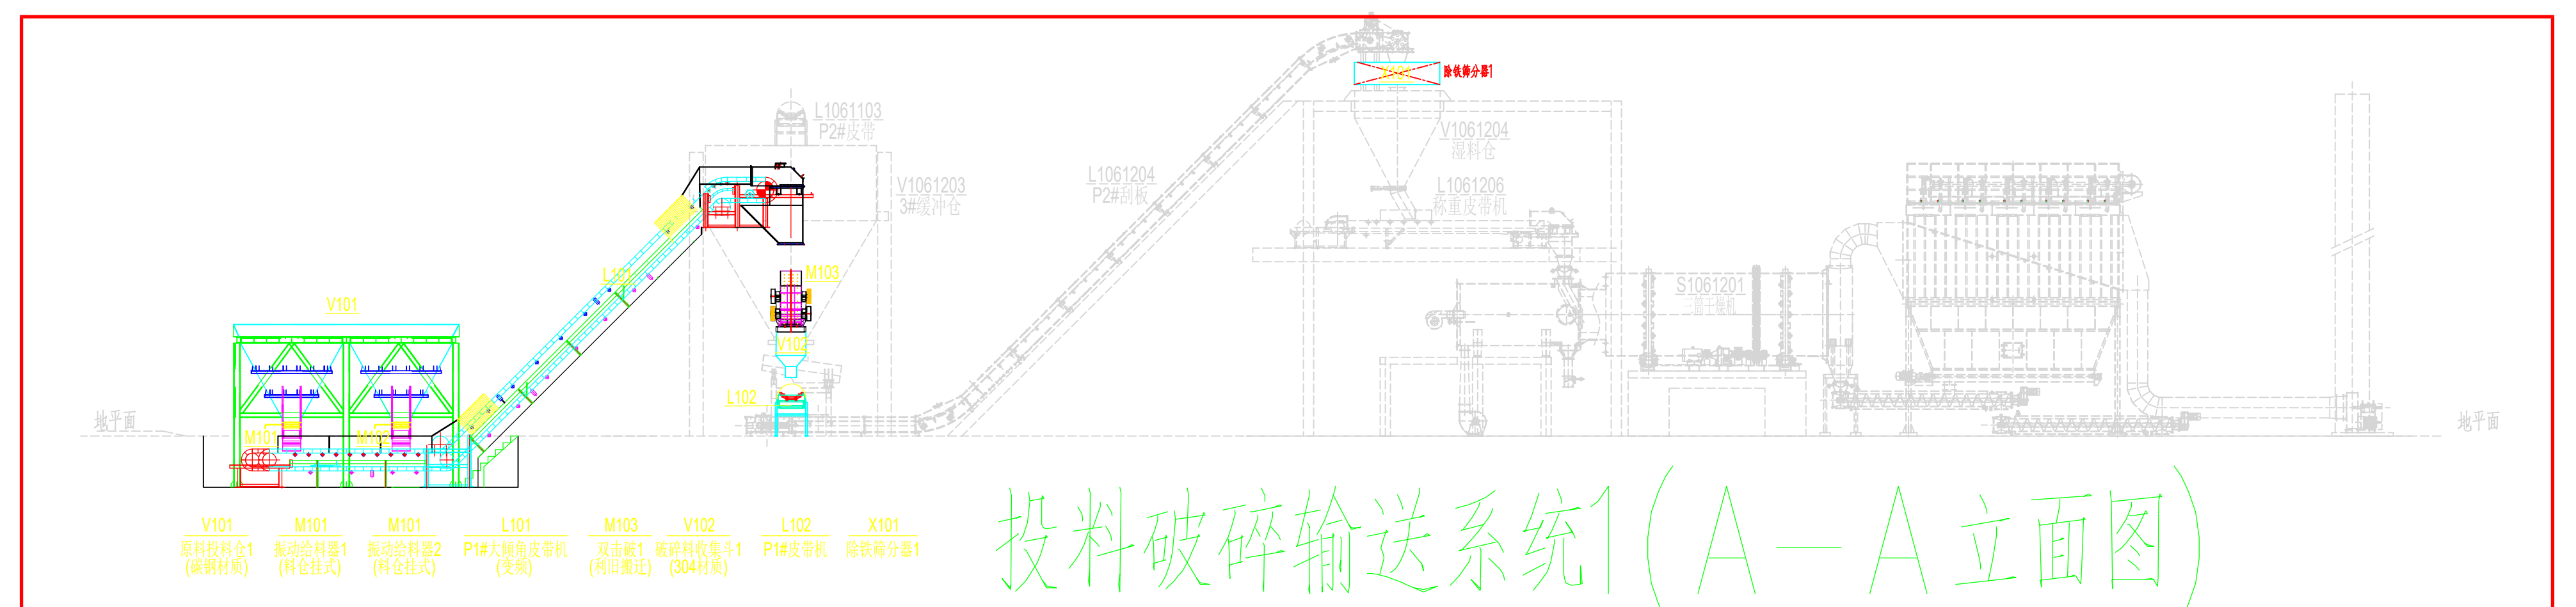 L1061103
P2#皮带
X101
除铁筛分器1
V1061204
湿料仓
L1061204
P2#刮板
V1061203
3#缓冲仓
L1061206
称重皮带机
L101
M103
S1061201
三筒干燥机
V101
V102
L102
地平面
M101
M102
地平面
V101 M101 M101 L101 M103 V102 L102 X101
原料投料仓1 振动给料器1 振动给料器2 P1#大倾角皮带机 双击破1 破碎料收集斗1 P1#皮带机 除铁筛分器1
(碳钢材质) (料仓挂式) (料仓挂式) (变频) (利旧搬迁) (304材质)
投料破碎输送系统1(A—A立面图)